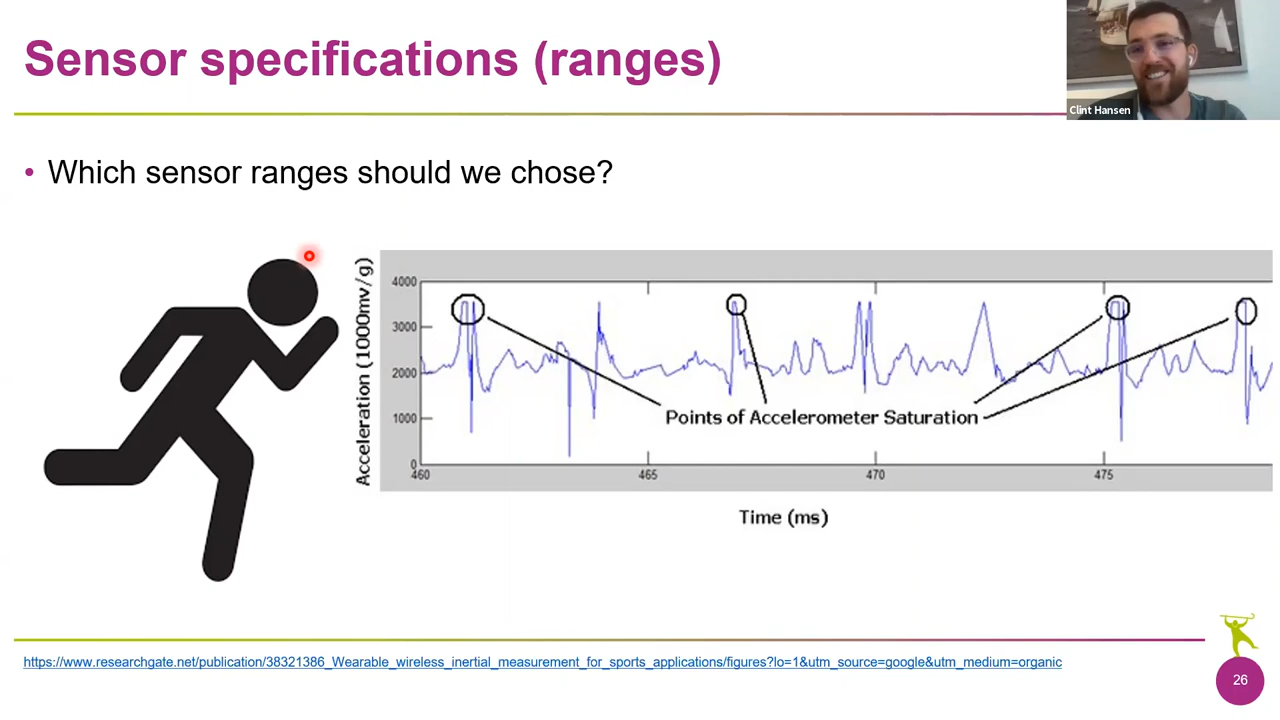 Sensor specifications (ranges)
Clint Hansen
• Which sensor ranges should we chose?
Acceleration (1000mv/g)
4000
3000
2000
1000
0
Points of Accelerometer Saturation
460
465
470
475
Time (ms)
https://www.researchgate.net/publication/38321386_Wearable_wireless_inertial_measurement_for_sports_applications/figures?lo=1&utm_source=google&utm_medium=organic
26